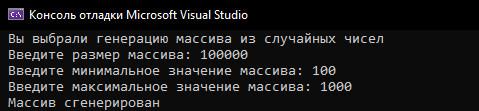 Консоль отладки Microsoft Visual Studio
Вы выбрали генерацию массива из случайных чисел
Введите размер массива: 100000
Введите минимальное значение массива: 100
Введите максимальное значение массива: 1000
Массив сгенерирован